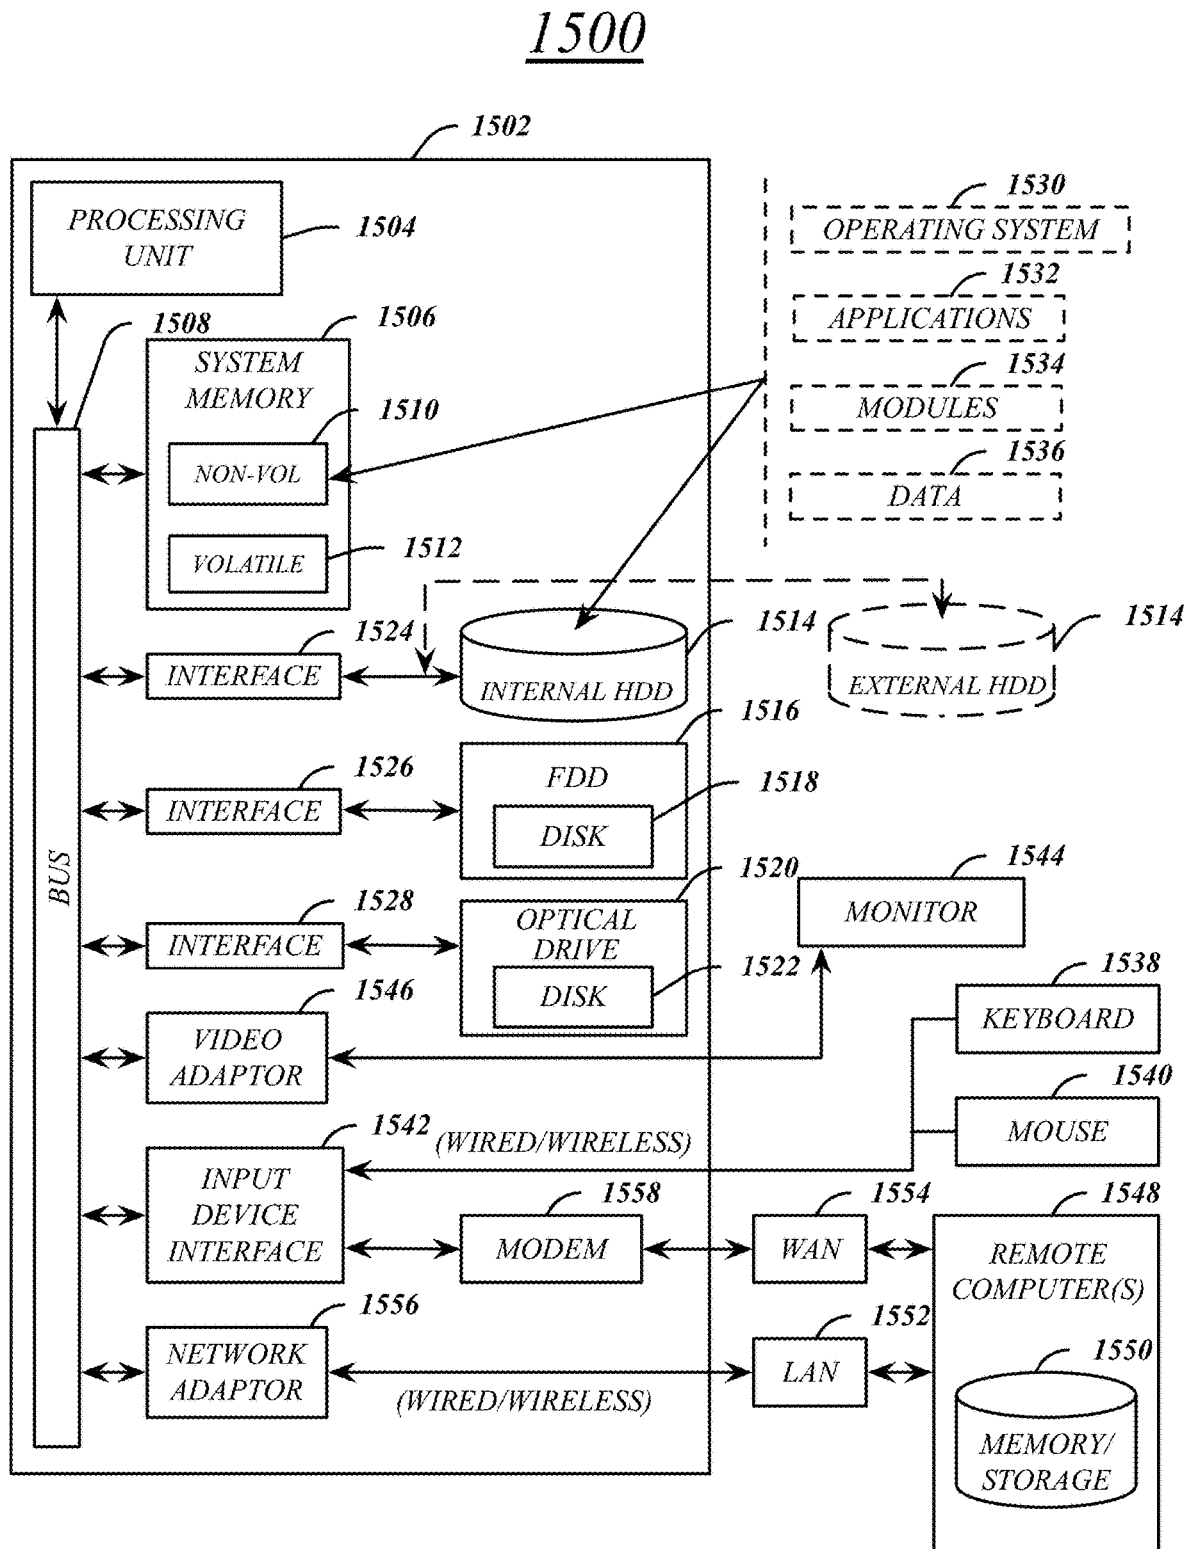 1500
1502
PROCESSING
UNIT
1504
1530
OPERATING SYSTEM
1532
APPLICATIONS
1534
MODULES
1536
DATA
1508
1506
SYSTEM
MEMORY
1510
NON-VOL
1512
VOLATILE
BUS
1524
INTERFACE
1514
INTERNAL HDD
1514
EXTERNAL HDD
1516
FDD
1526
INTERFACE
1518
DISK
1520
OPTICAL
DRIVE
1528
INTERFACE
1522
DISK
1544
MONITOR
1546
VIDEO
ADAPTOR
1538
KEYBOARD
1540
MOUSE
1542
(WIRED/WIRELESS)
INPUT
DEVICE
INTERFACE
1558
MODEM
1554
WAN
1548
REMOTE
COMPUTER(S)
1556
NETWORK
ADAPTOR
(WIRED/WIRELESS)
1552
LAN
1550
MEMORY/
STORAGE